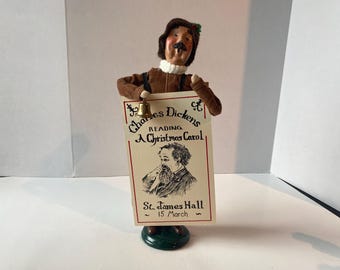 Charles Dickens
READING
A Christmas Carol
St. James Hall
~ 15 March ~